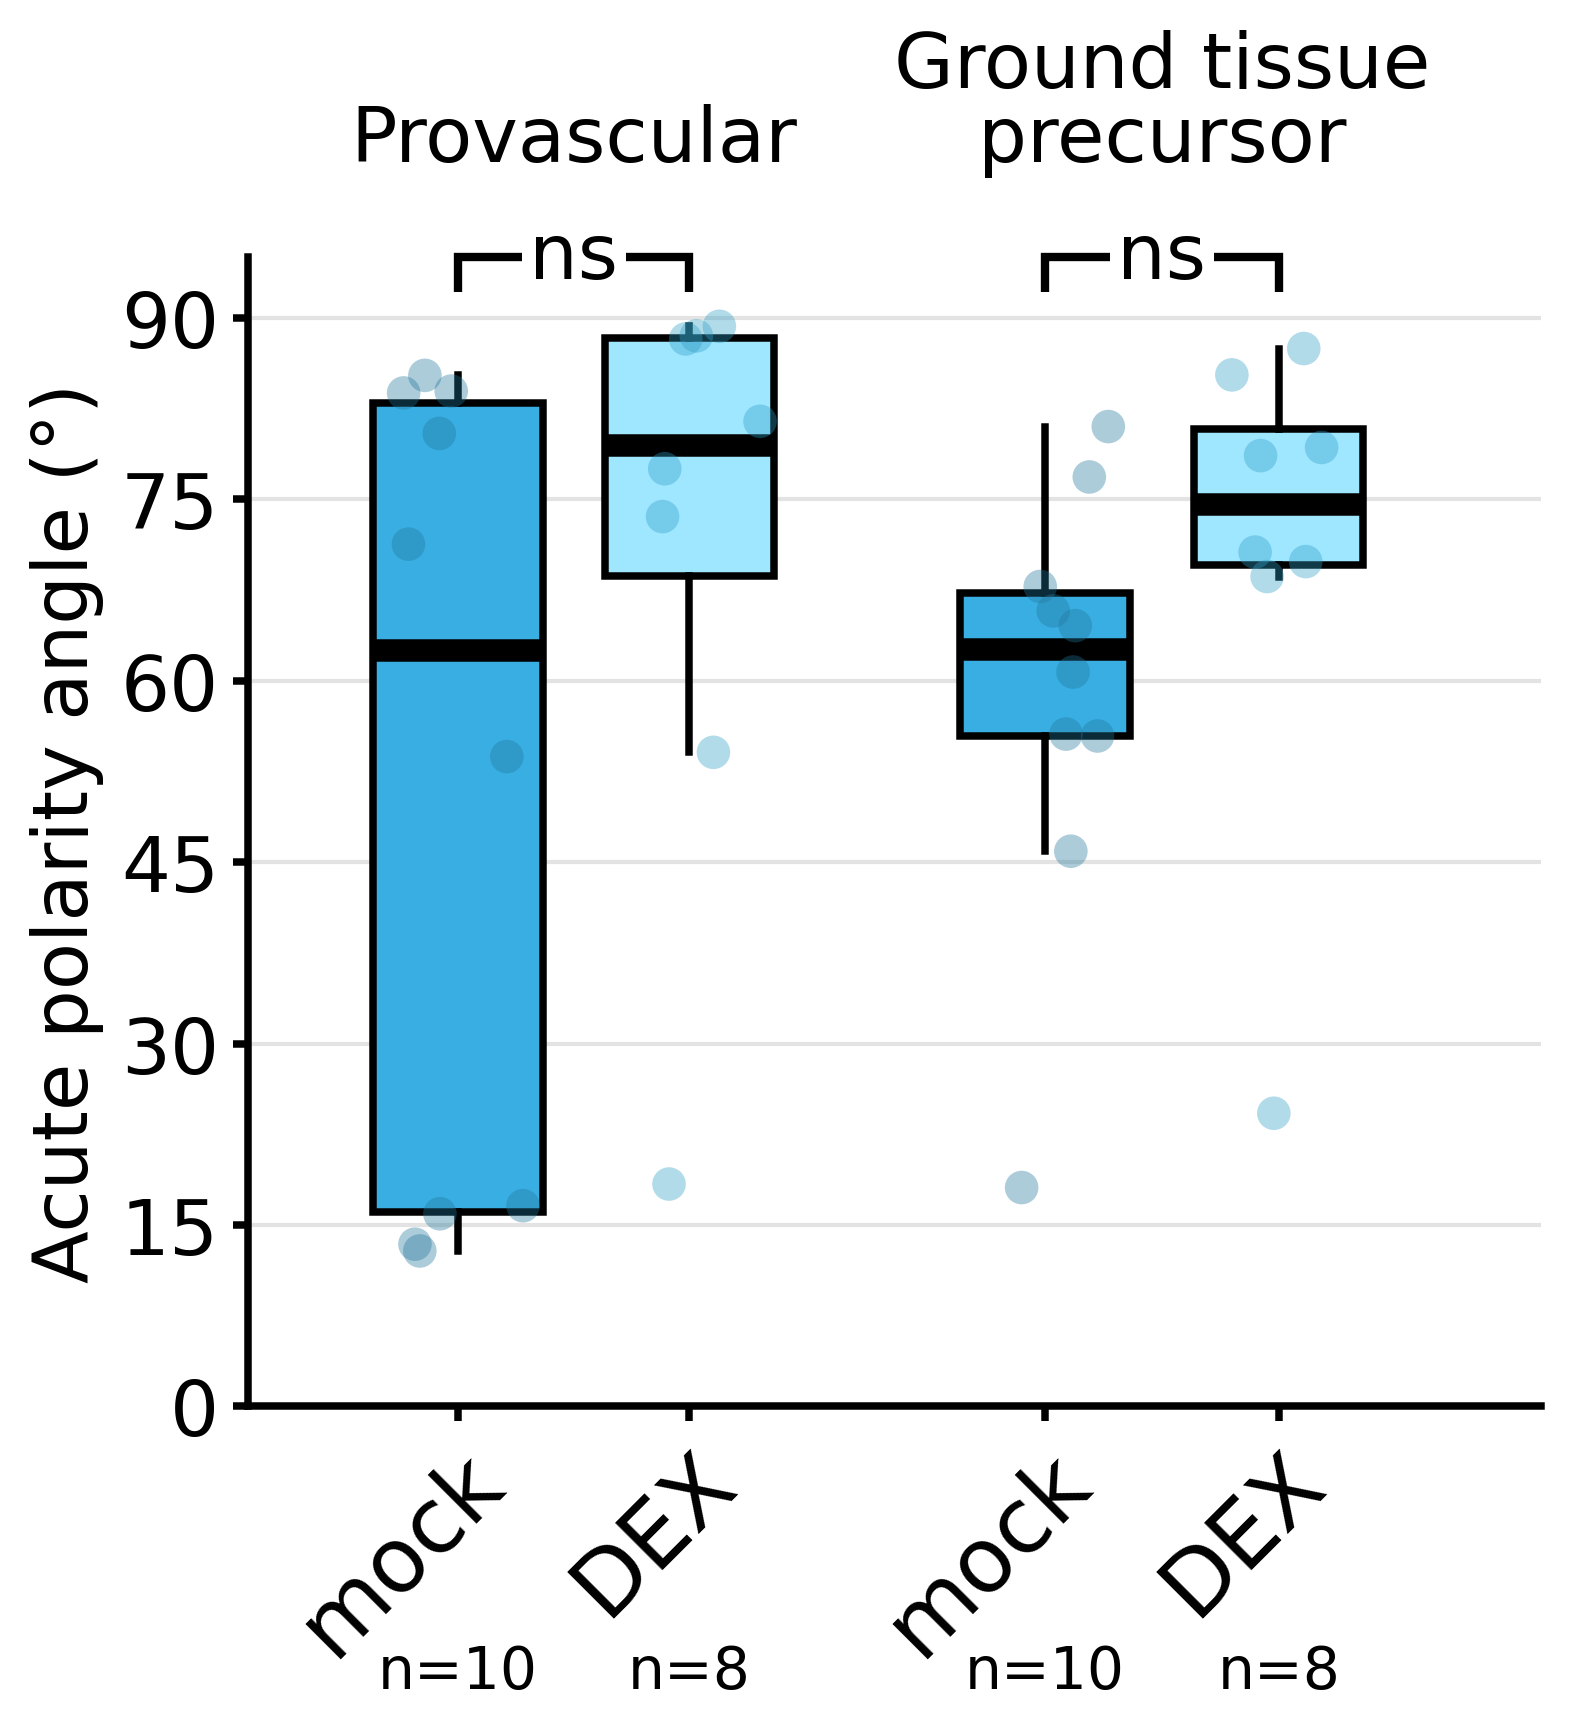 Provascular
Ground tissue
precursor
ns
ns
Acute polarity angle (°)
90
75
60
45
30
15
0
mock
DEX
mock
DEX
n=10
n=8
n=10
n=8